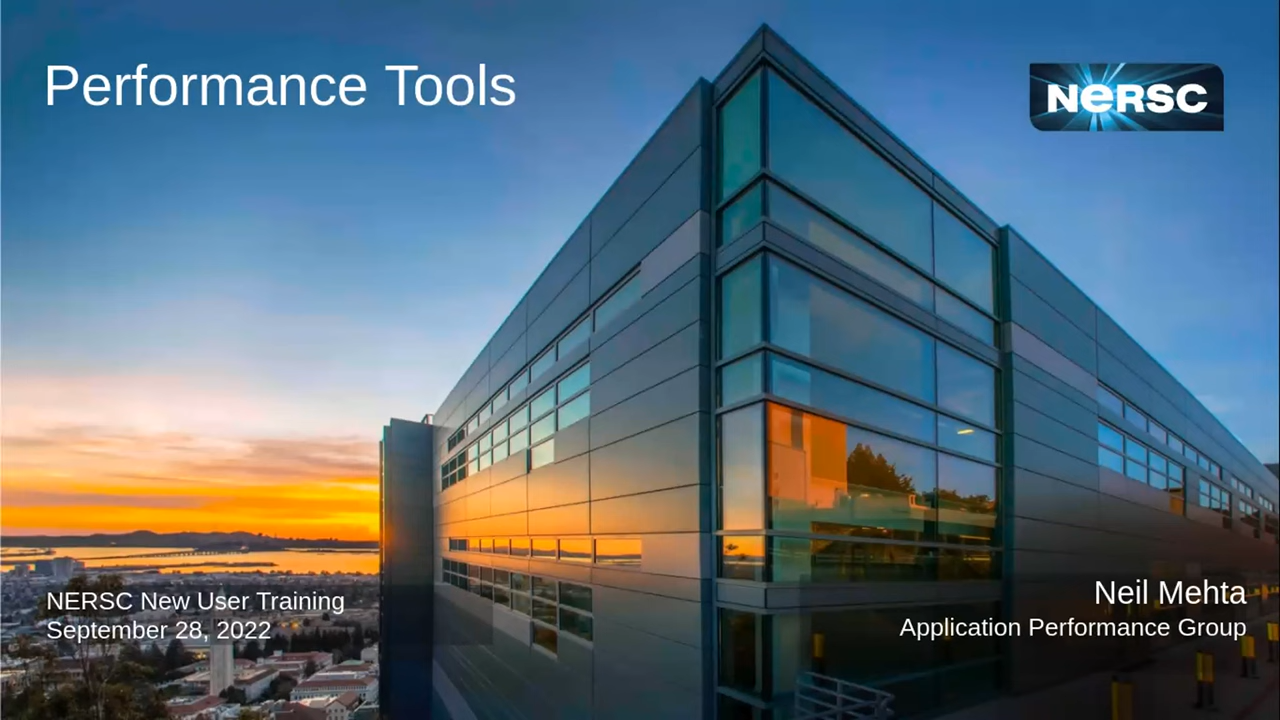 Performance Tools
NERSC
NERSC New User Training
September 28, 2022
Neil Mehta
Application Performance Group